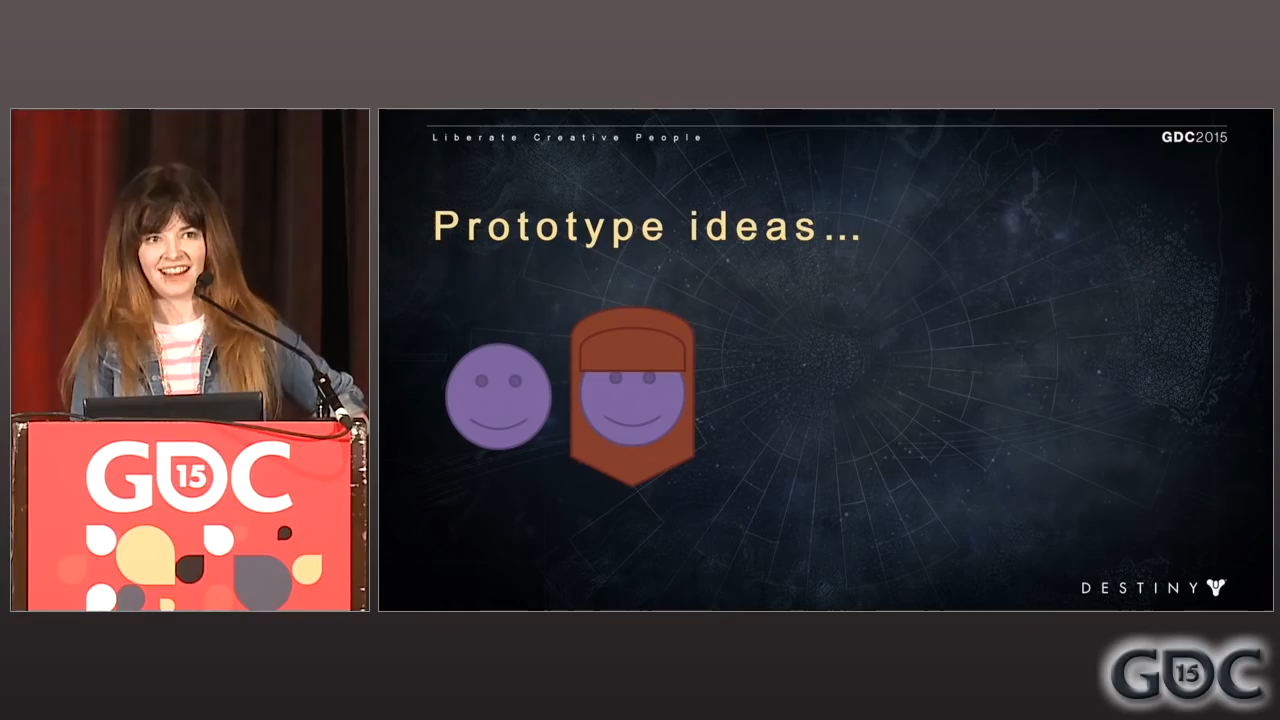 Liberate Creative People
GDC2015
Prototype ideas...
DESTINY
GDC
15
GDC
15